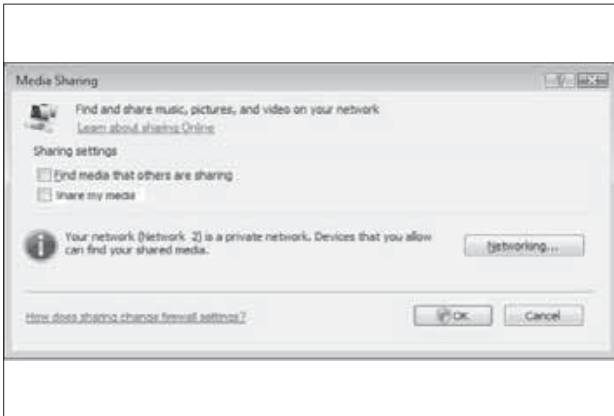 Media Sharing
Find and share music, pictures, and video on your network
Learn about sharing Online
Sharing settings
Find media that others are sharing
Share my media
Your network (Network 2) is a private network. Devices that you allow
can find your shared media.
Networking...
How does sharing change firewall settings?
OK
Cancel